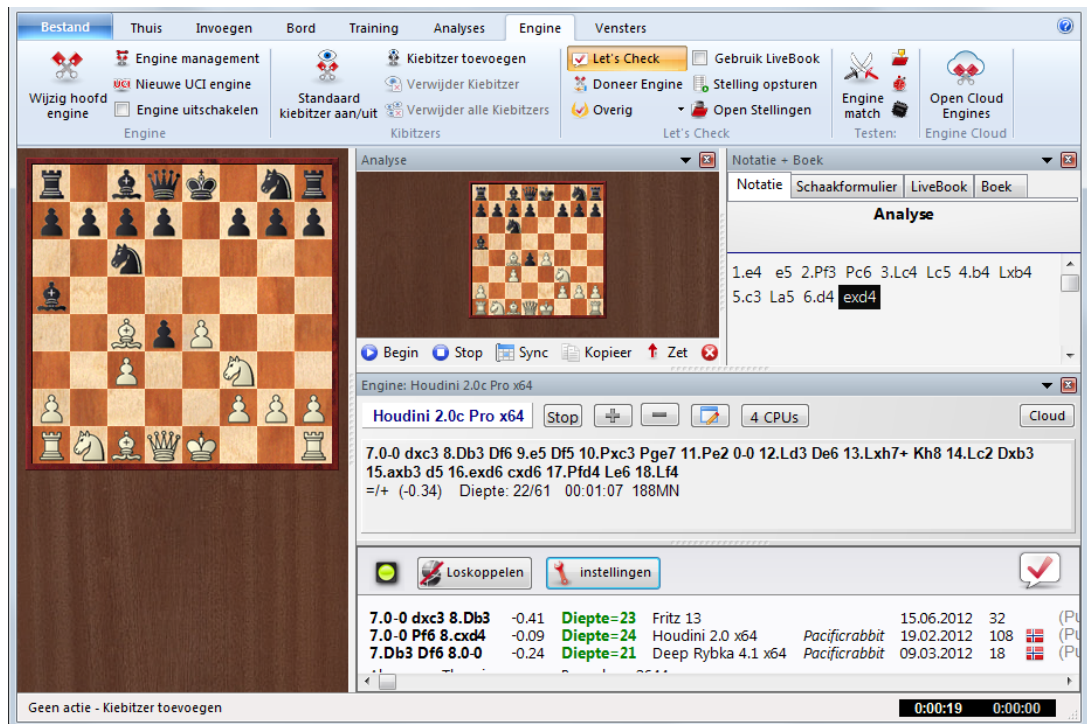 Bestand Thuis Invoegen Bord Training Analyses Engine Vensters
Wijzig hoofd engine
Engine management
UCI Nieuwe UCI engine
Engine uitschakelen
Engine
Standaard kiebitzer aan/uit
Kiebitzer toevoegen
Verwijder Kiebitzer
Verwijder alle Kiebitzers
Kibitzers
Let's Check
Doneer Engine
Overig
Gebruik LiveBook
Stelling opsturen
Open Stellingen
Let's Check
Engine match
Testen:
Open Cloud Engines
Engine Cloud
Analyse
Begin Stop Sync Kopieer Zet
Notatie + Boek
Notatie Schaakformulier LiveBook Boek
Analyse
1.e4 e5 2.Pf3 Pc6 3.Lc4 Lc5 4.b4 Lxb4
5.c3 La5 6.d4 exd4
Engine: Houdini 2.0c Pro x64
Houdini 2.0c Pro x64 Stop 4 CPUs Cloud
7.0-0 dxc3 8.Db3 Df6 9.e5 Df5 10.Pxc3 Pge7 11.Pe2 0-0 12.Ld3 De6 13.Lxh7+ Kh8 14.Lc2 Dxb3
15.axb3 d5 16.exd6 cxd6 17.Pfd4 Le6 18.Lf4
=/+ (-0.34) Diepte: 22/61 00:01:07 188MN
Loskoppelen instellingen
7.0-0 dxc3 8.Db3 -0.41 Diepte=23 Fritz 13 15.06.2012 32 (Pu
7.0-0 Pf6 8.cxd4 -0.09 Diepte=24 Houdini 2.0 x64 Pacificrabbit 19.02.2012 108 (Pu
7.Db3 Df6 8.0-0 -0.24 Diepte=21 Deep Rybka 4.1 x64 Pacificrabbit 09.03.2012 18 (Pu
Geen actie - Kiebitzer toevoegen 0:00:19 0:00:00